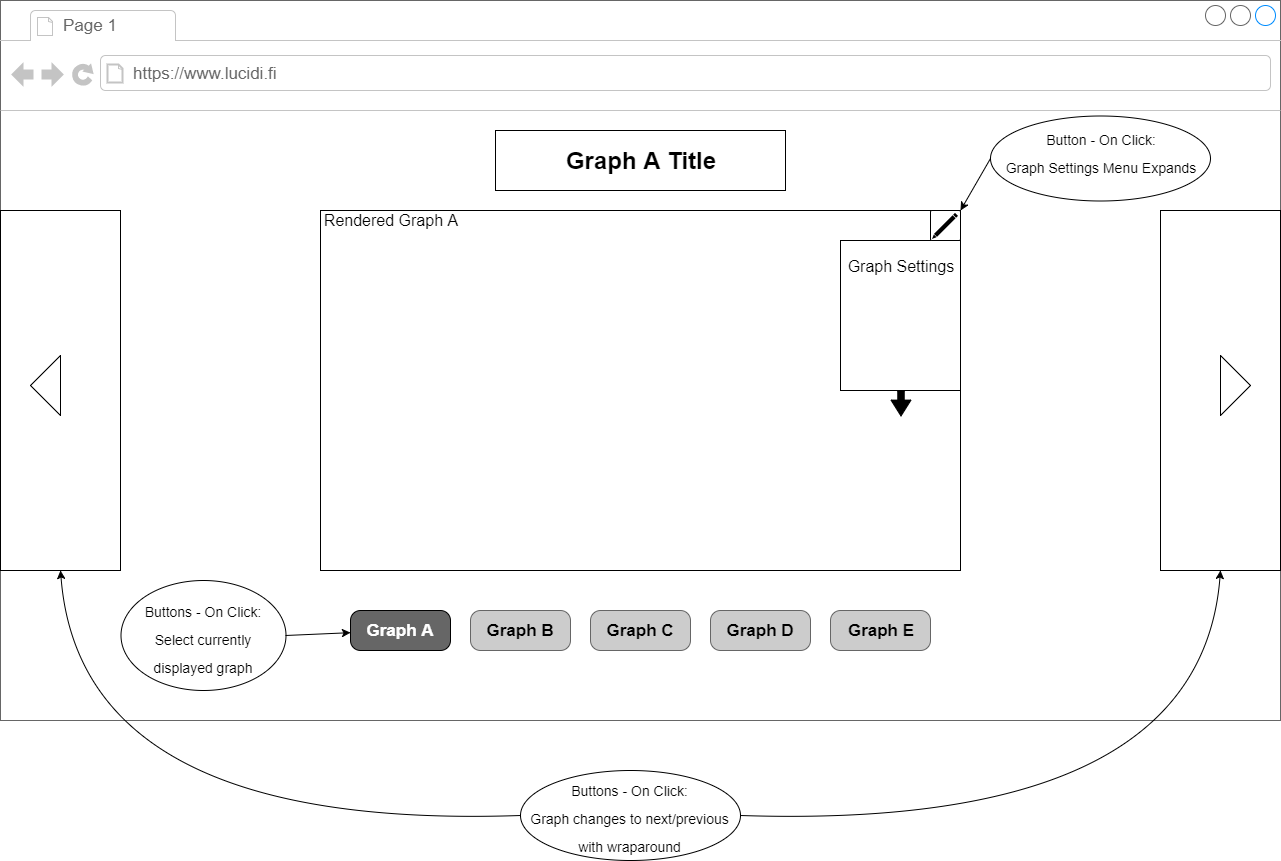 Page 1
https://www.lucidi.fi
Graph A Title
Button - On Click:
Graph Settings Menu Expands
Rendered Graph A
Graph Settings
Buttons - On Click:
Select currently
displayed graph
Graph A
Graph B
Graph C
Graph D
Graph E
Buttons - On Click:
Graph changes to next/previous
with wraparound